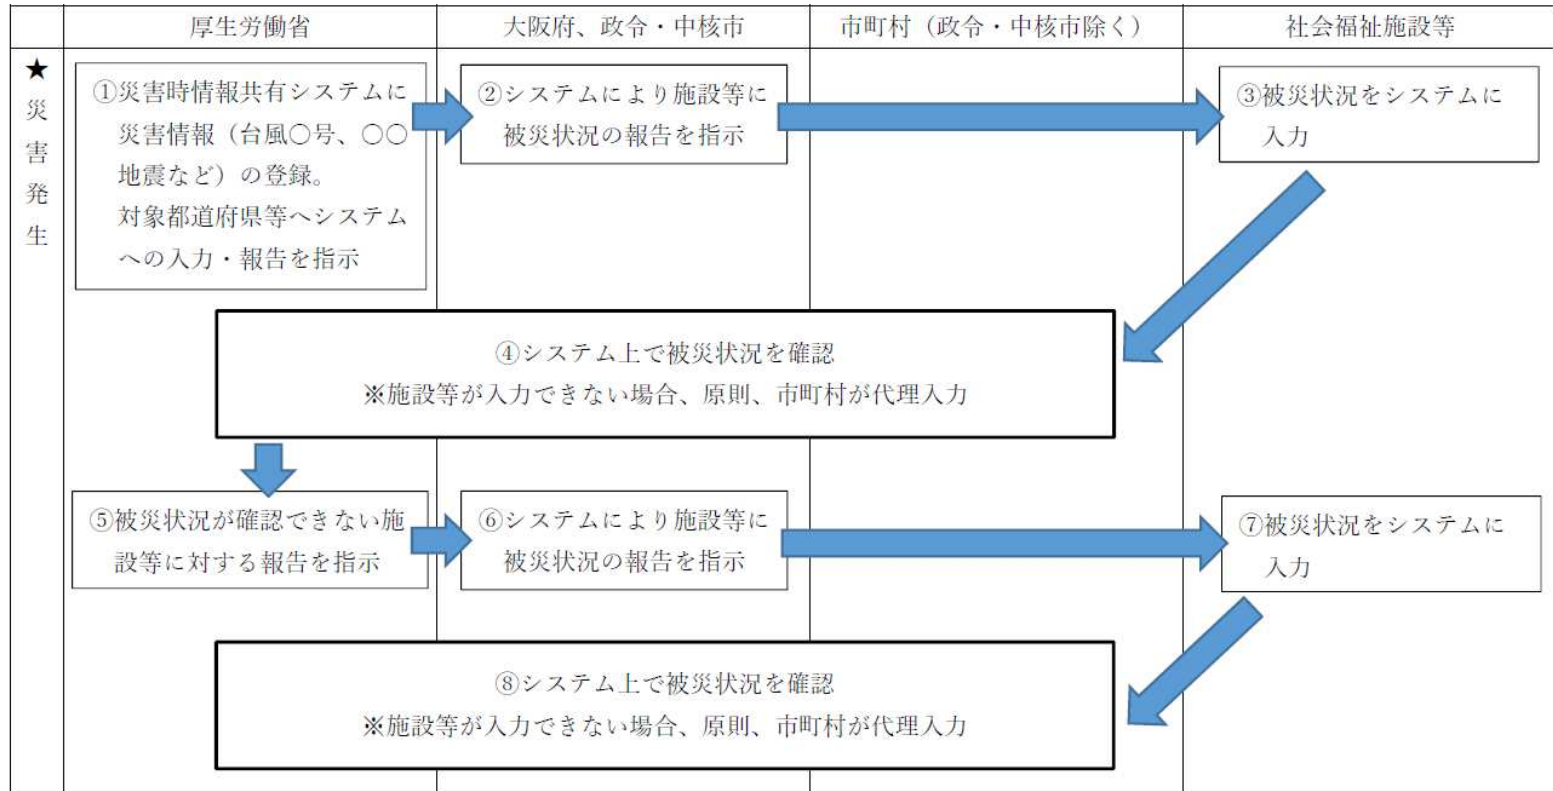 厚生労働省
大阪府、政令・中核市
市町村（政令・中核市除く）
社会福祉施設等
★災害発生
①災害時情報共有システムに
災害情報（台風〇号、〇〇
地震など）の登録。
対象都道府県等へシステム
への入力・報告を指示
②システムにより施設等に
被災状況の報告を指示
③被災状況をシステムに
入力
④システム上で被災状況を確認
※施設等が入力できない場合、原則、市町村が代理入力
⑤被災状況が確認できない施
設等に対する報告を指示
⑥システムにより施設等に
被災状況の報告を指示
⑦被災状況をシステムに
入力
⑧システム上で被災状況を確認
※施設等が入力できない場合、原則、市町村が代理入力